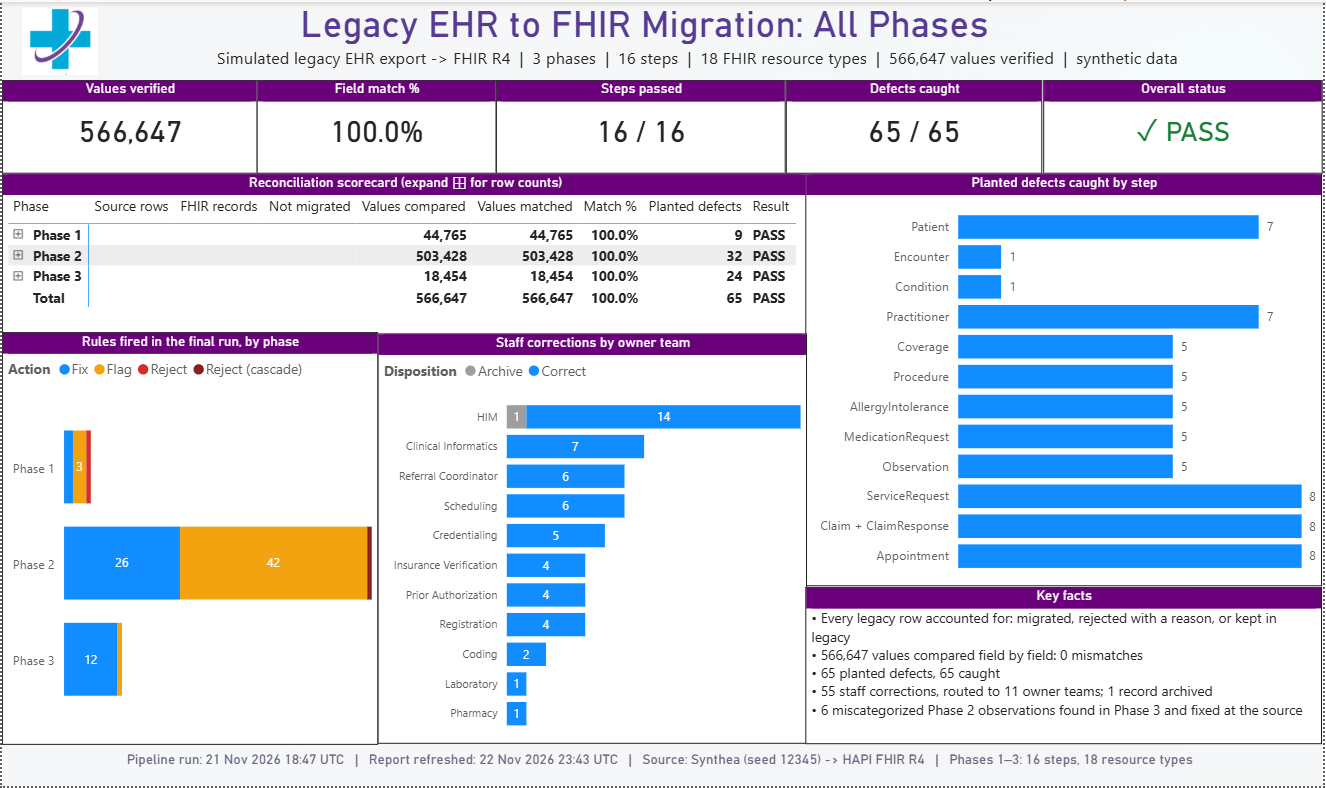 Legacy EHR to FHIR Migration: All Phases
Simulated legacy EHR export -> FHIR R4 | 3 phases | 16 steps | 18 FHIR resource types | 566,647 values verified | synthetic data
Values verified
566,647
Field match %
100.0%
Steps passed
16 / 16
Defects caught
65 / 65
Overall status
✓ PASS
Reconciliation scorecard (expand ⊞ for row counts)
Phase Source rows FHIR records Not migrated Values compared Values matched Match % Planted defects Result
Phase 1 44,765 44,765 100.0% 9 PASS
Phase 2 503,428 503,428 100.0% 32 PASS
Phase 3 18,454 18,454 100.0% 24 PASS
Total 566,647 566,647 100.0% 65 PASS
Rules fired in the final run, by phase
Action Fix Flag Reject Reject (cascade)
Phase 1 3
Phase 2 26 42
Phase 3 12
Staff corrections by owner team
Disposition Archive Correct
HIM 1 14
Clinical Informatics 7
Referral Coordinator 6
Scheduling 6
Credentialing 5
Insurance Verification 4
Prior Authorization 4
Registration 4
Coding 2
Laboratory 1
Pharmacy 1
Planted defects caught by step
Patient 7
Encounter 1
Condition 1
Practitioner 7
Coverage 5
Procedure 5
AllergyIntolerance 5
MedicationRequest 5
Observation 5
ServiceRequest 8
Claim + ClaimResponse 8
Appointment 8
Key facts
• Every legacy row accounted for: migrated, rejected with a reason, or kept in
legacy
• 566,647 values compared field by field: 0 mismatches
• 65 planted defects, 65 caught
• 55 staff corrections, routed to 11 owner teams; 1 record archived
• 6 miscategorized Phase 2 observations found in Phase 3 and fixed at the source
Pipeline run: 21 Nov 2026 18:47 UTC | Report refreshed: 22 Nov 2026 23:43 UTC | Source: Synthea (seed 12345) -> HAPI FHIR R4 | Phases 1–3: 16 steps, 18 resource types